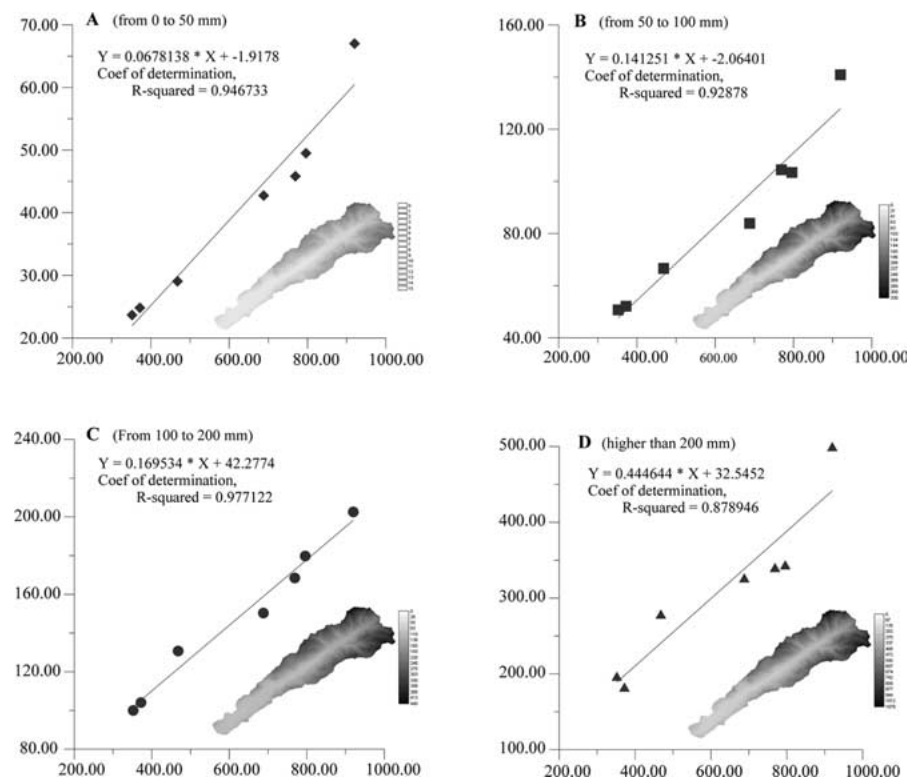 A (from 0 to 50 mm)
Y = 0.0678138 * X + -1.9178
Coef of determination,
R-squared = 0.946733
70.00
60.00
50.00
40.00
30.00
20.00
200.00 400.00 600.00 800.00 1000.00
B (from 50 to 100 mm)
Y = 0.141251 * X + -2.06401
Coef of determination,
R-squared = 0.92878
160.00
120.00
80.00
40.00
200.00 400.00 600.00 800.00 1000.00
C (From 100 to 200 mm)
Y = 0.169534 * X + 42.2774
Coef of determination,
R-squared = 0.977122
240.00
200.00
160.00
120.00
80.00
200.00 400.00 600.00 800.00 1000.00
D (higher than 200 mm)
Y = 0.444644 * X + 32.5452
Coef of determination,
R-squared = 0.878946
500.00
400.00
300.00
200.00
100.00
200.00 400.00 600.00 800.00 1000.00